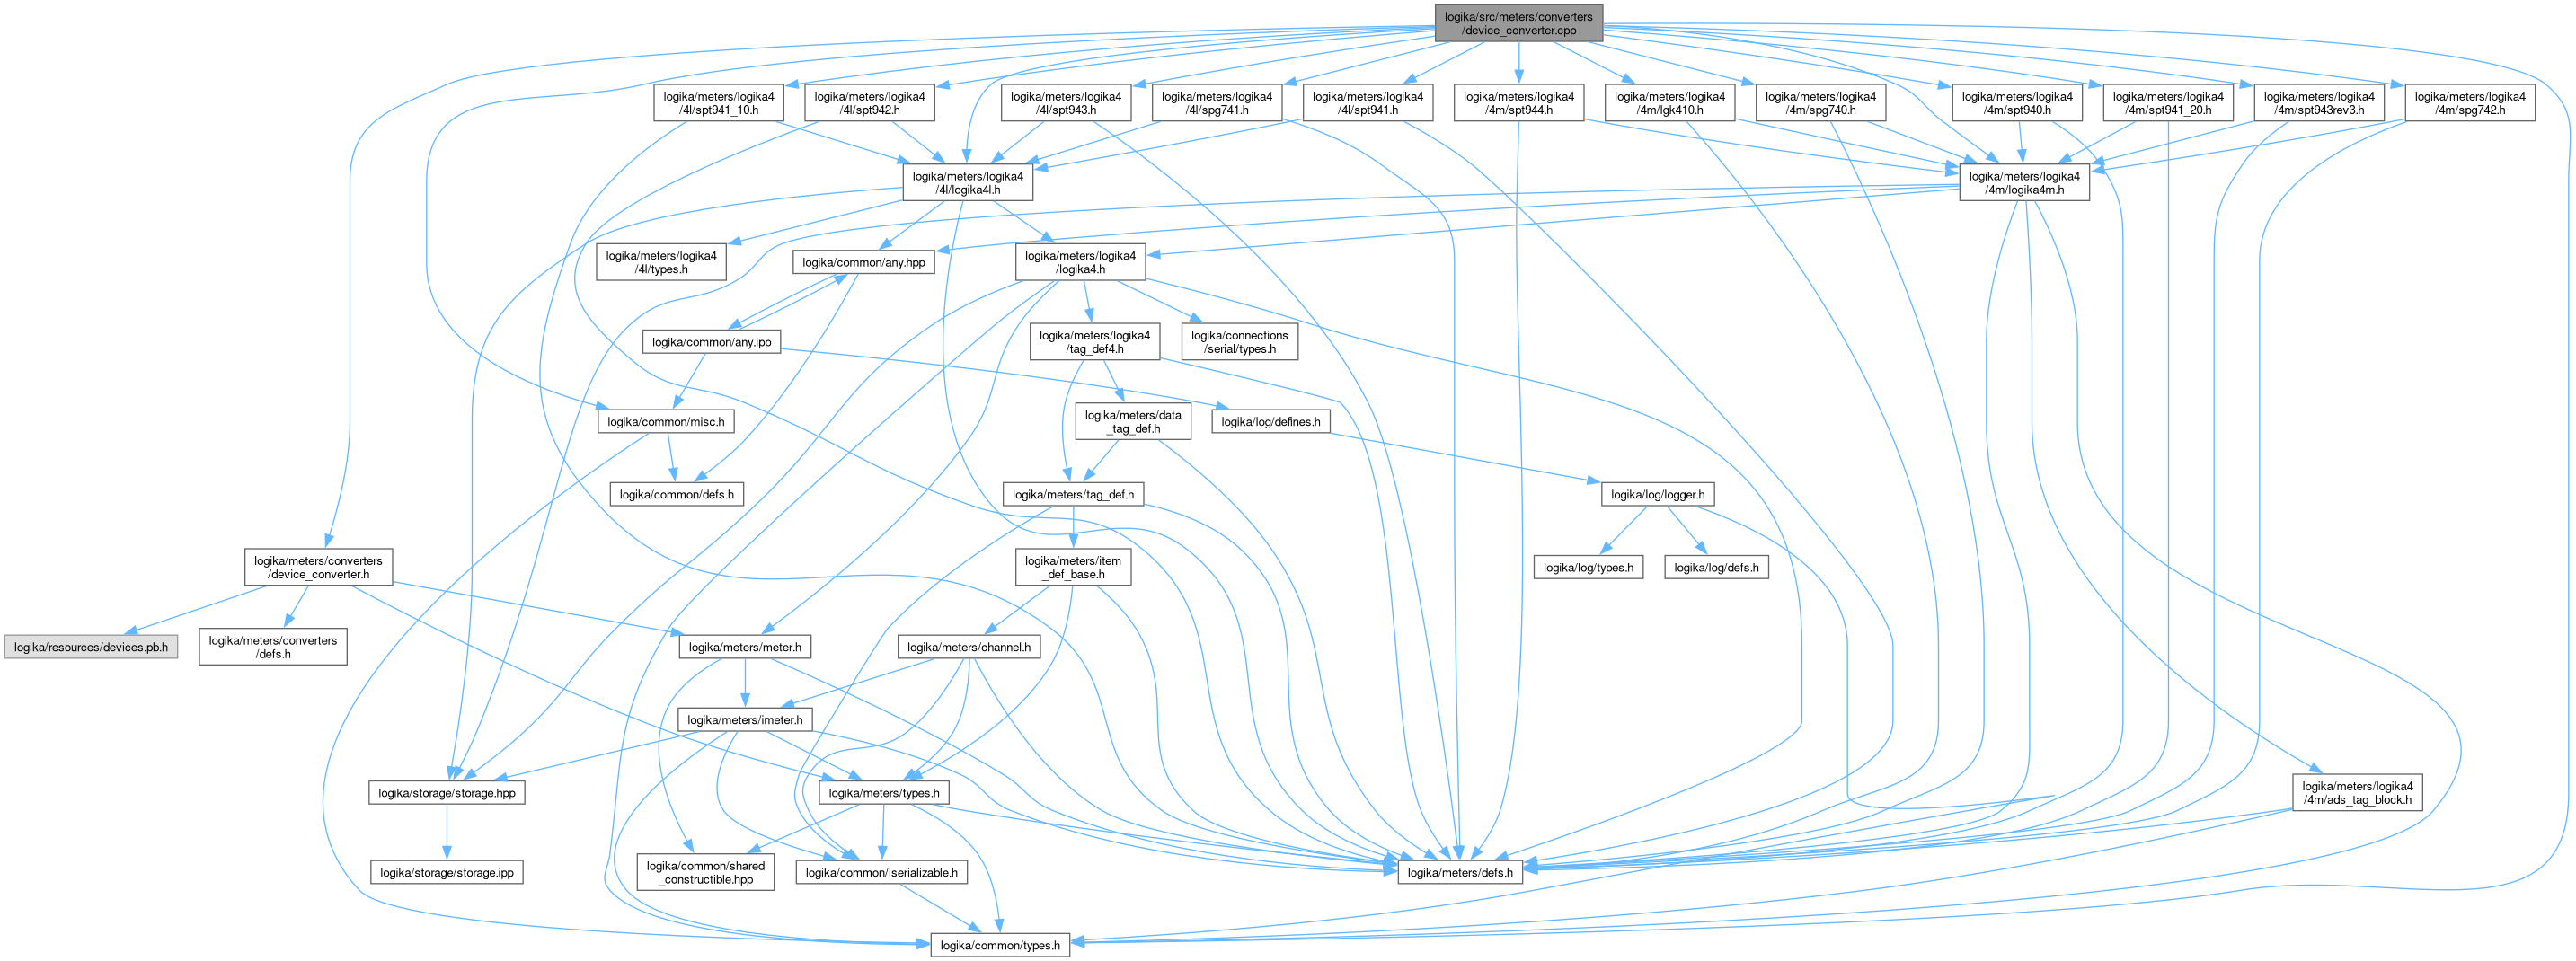 logika/src/meters/converters
/device_converter.cpp
logika/meters/logika4
/4l/spt941_10.h
logika/meters/logika4
/4l/spt942.h
logika/meters/logika4
/4l/spt943.h
logika/meters/logika4
/4l/spg741.h
logika/meters/logika4
/4l/spt941.h
logika/meters/logika4
/4m/spt944.h
logika/meters/logika4
/4m/lgk410.h
logika/meters/logika4
/4m/spg740.h
logika/meters/logika4
/4m/spt940.h
logika/meters/logika4
/4m/spt941_20.h
logika/meters/logika4
/4m/spt943rev3.h
logika/meters/logika4
/4m/spg742.h
logika/meters/logika4
/4l/logika4l.h
logika/meters/logika4
/4m/logika4m.h
logika/meters/logika4
/4l/types.h
logika/common/any.hpp
logika/meters/logika4
/logika4.h
logika/common/any.ipp
logika/meters/logika4
/tag_def4.h
logika/connections
/serial/types.h
logika/common/misc.h
logika/meters/data
_tag_def.h
logika/log/defines.h
logika/common/defs.h
logika/meters/tag_def.h
logika/log/logger.h
logika/meters/converters
/device_converter.h
logika/meters/item
_def_base.h
logika/log/types.h
logika/log/defs.h
logika/resources/devices.pb.h
logika/meters/converters
/defs.h
logika/meters/meter.h
logika/meters/channel.h
logika/meters/imeter.h
logika/storage/storage.hpp
logika/meters/types.h
logika/meters/logika4
/4m/ads_tag_block.h
logika/storage/storage.ipp
logika/common/shared
_constructible.hpp
logika/common/iserializable.h
logika/meters/defs.h
logika/common/types.h